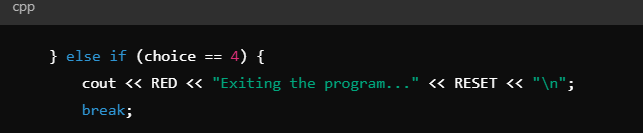 cpp
} else if (choice == 4) {
cout << RED << "Exiting the program..." << RESET << "\n";
break;